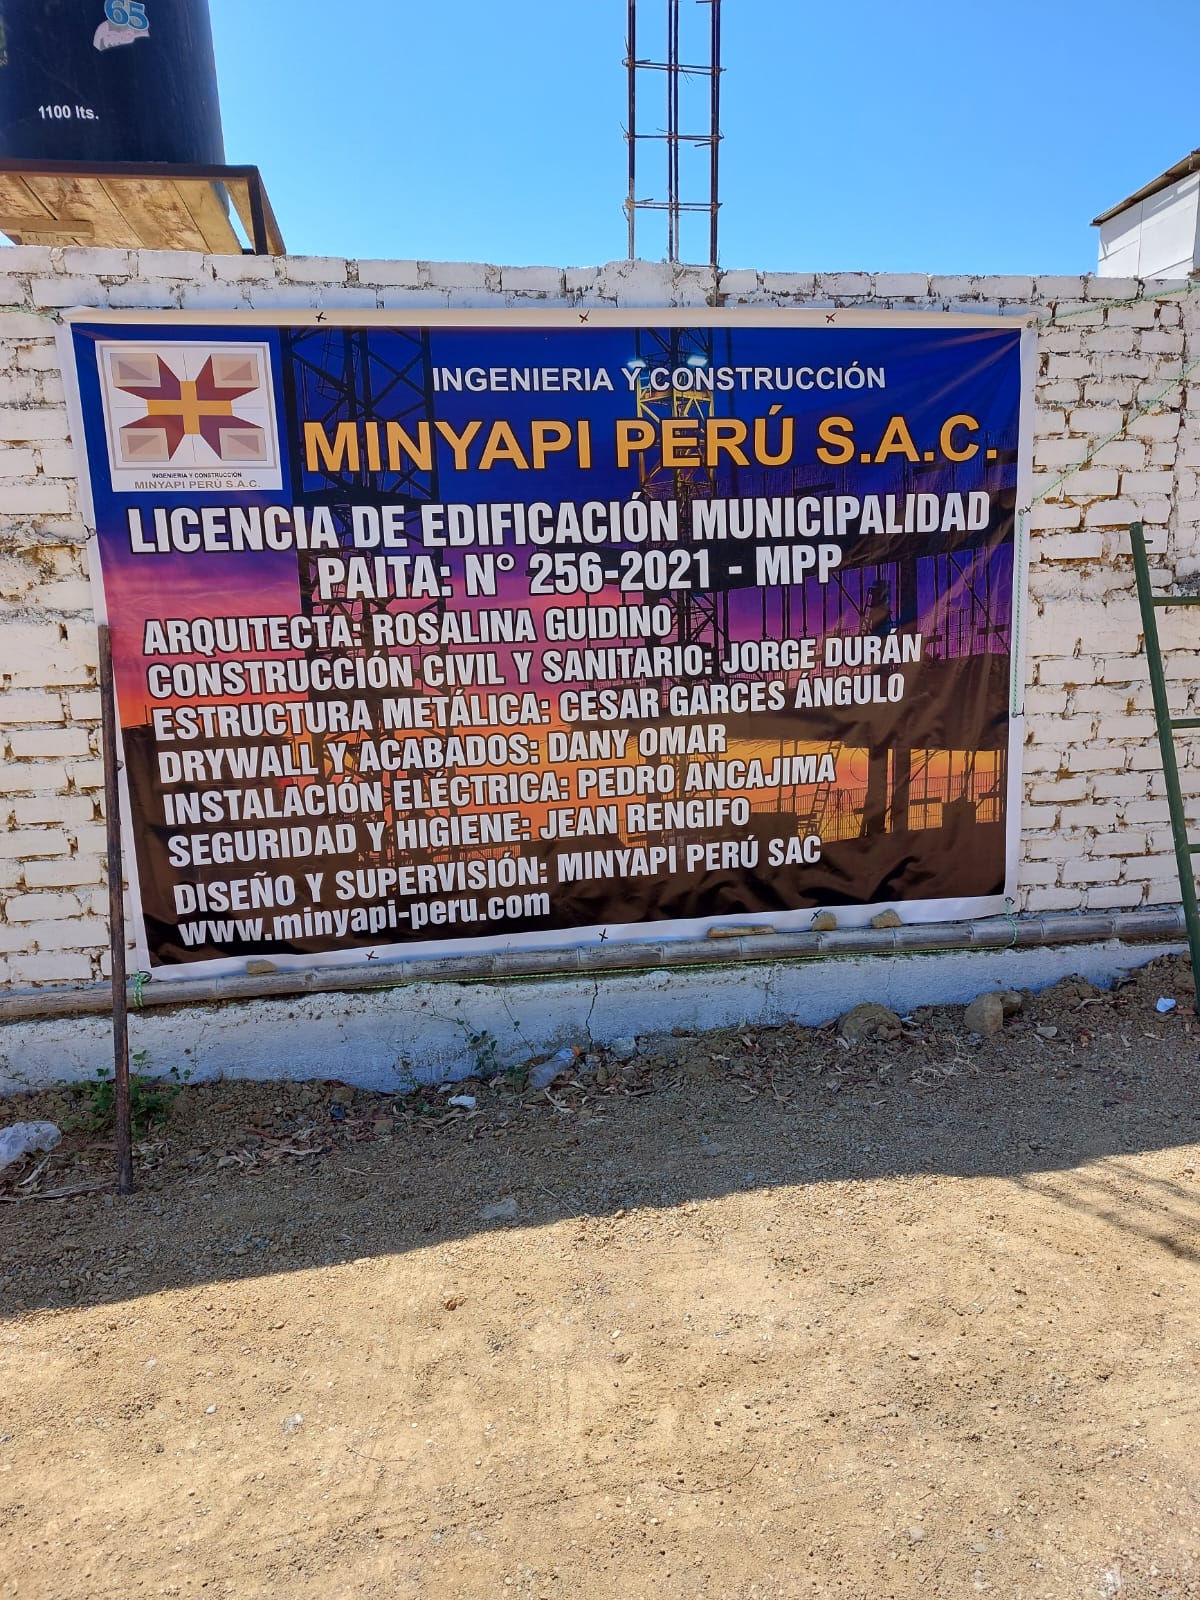 65
1100 lts.
INGENIERIA Y CONSTRUCCIÓN
MINYAPI PERÚ S.A.C.
INGENIERIA Y CONSTRUCCIÓN
MINYAPI PERÚ S.A.C.
LICENCIA DE EDIFICACIÓN MUNICIPALIDAD
PAITA: N° 256-2021 - MPP
ARQUITECTA: ROSALINA GUIDINO
CONSTRUCCIÓN CIVIL Y SANITARIO: JORGE DURÁN
ESTRUCTURA METÁLICA: CESAR GARCES ÁNGULO
DRYWALL Y ACABADOS: DANY OMAR
INSTALACIÓN ELÉCTRICA: PEDRO ANCAJIMA
SEGURIDAD Y HIGIENE: JEAN RENGIFO
DISEÑO Y SUPERVISIÓN: MINYAPI PERÚ SAC
www.minyapi-peru.com